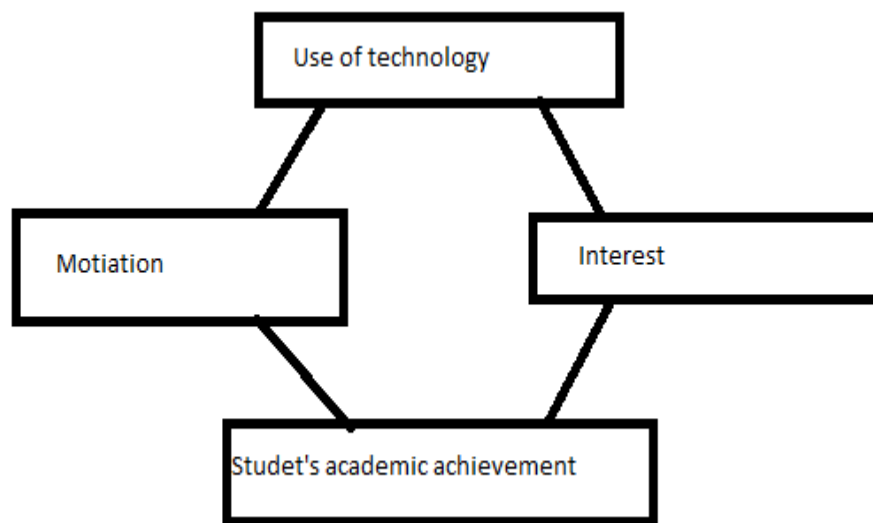 Use of technology
Motiation
Interest
Studet's academic achievement